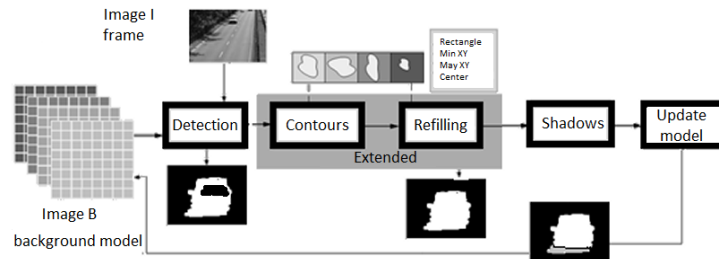 Image I
frame
Rectangle
Min XY
May XY
Center
Detection
Contours
Refilling
Shadows
Update
model
Extended
Image B
background model